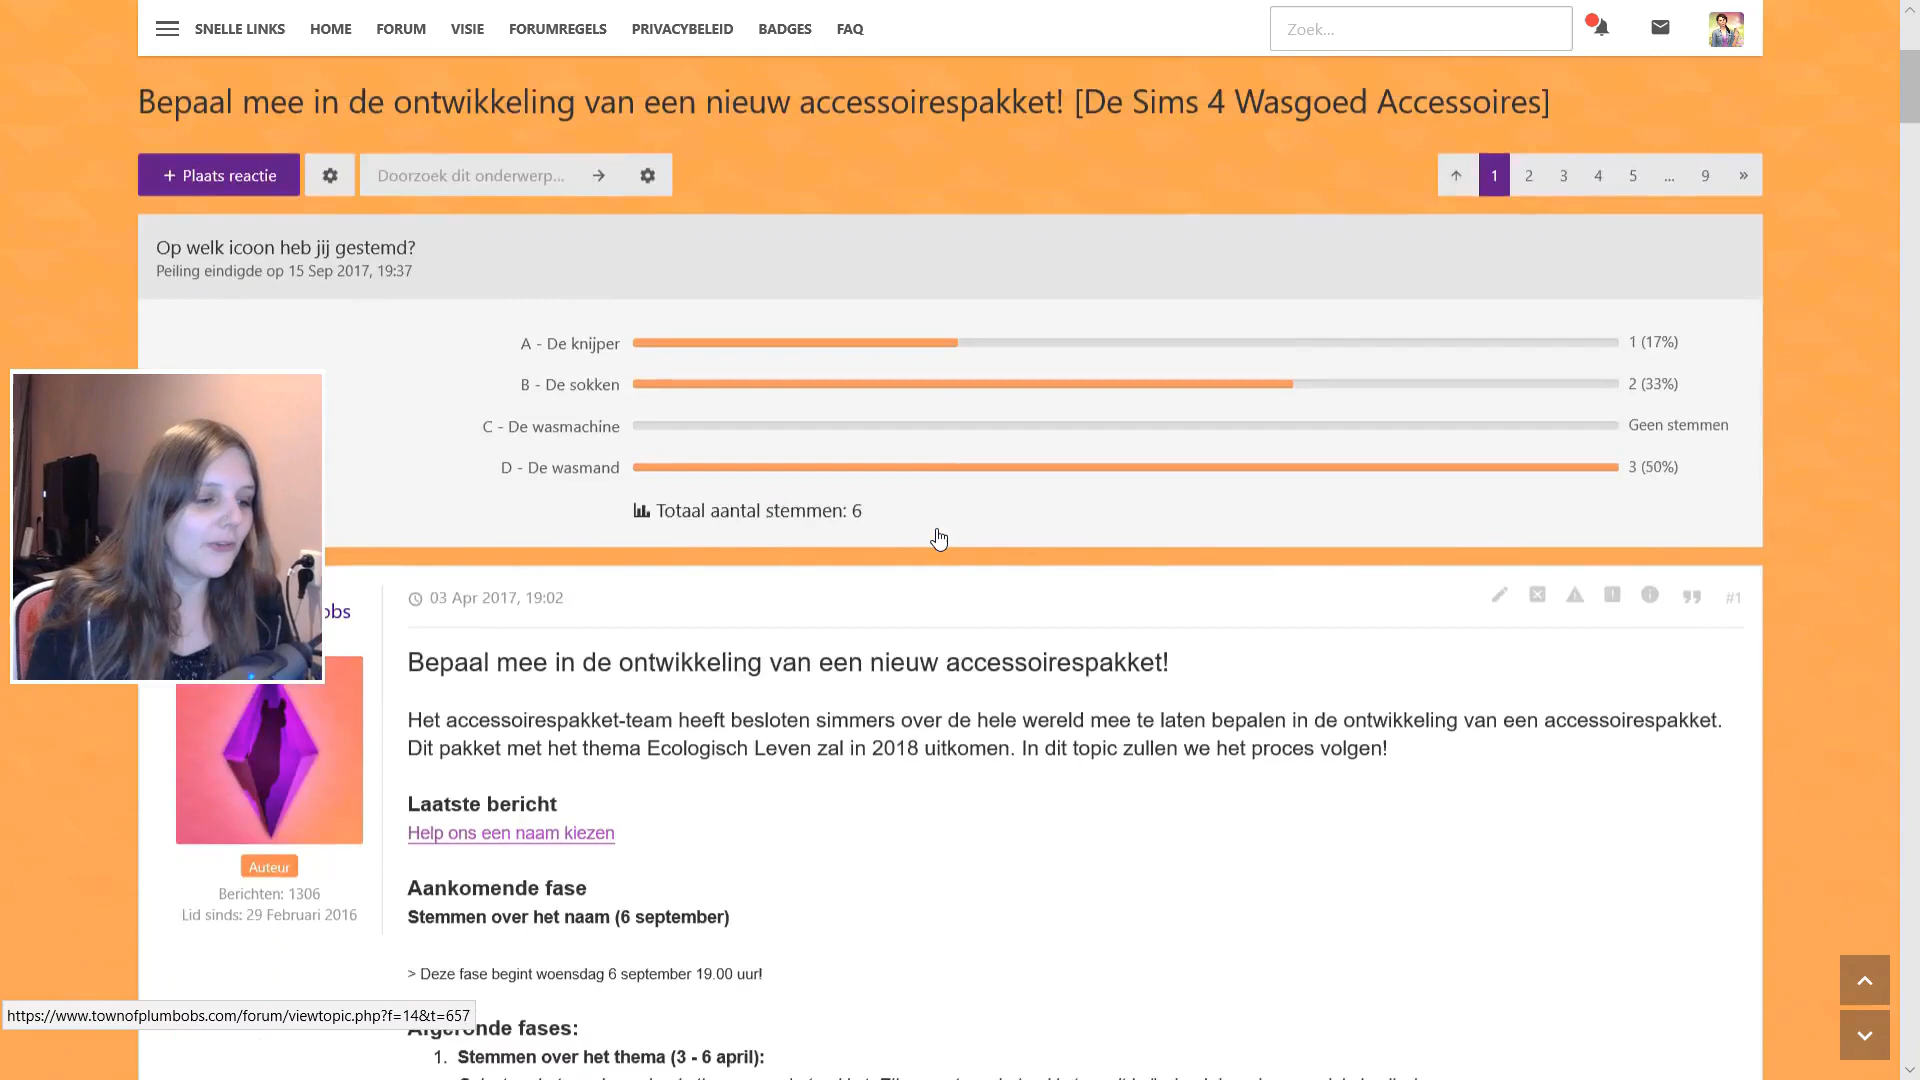 SNELLE LINKS HOME FORUM VISIE FORUMREGELS PRIVACYBELEID BADGES FAQ Zoek...
Bepaal mee in de ontwikkeling van een nieuw accessoirespakket! [De Sims 4 Wasgoed Accessoires]
+ Plaats reactie Doorzoek dit onderwerp... 1 2 3 4 5 ... 9 »
Op welk icoon heb jij gestemd?
Peiling eindigde op 15 Sep 2017, 19:37
A - De knijper 1 (17%)
B - De sokken 2 (33%)
C - De wasmachine Geen stemmen
D - De wasmand 3 (50%)
Totaal aantal stemmen: 6
obs
03 Apr 2017, 19:02 #1
Bepaal mee in de ontwikkeling van een nieuw accessoirespakket!
Het accessoirespakket-team heeft besloten simmers over de hele wereld mee te laten bepalen in de ontwikkeling van een accessoirespakket.
Dit pakket met het thema Ecologisch Leven zal in 2018 uitkomen. In dit topic zullen we het proces volgen!
Laatste bericht
Help ons een naam kiezen
Auteur
Berichten: 1306
Lid sinds: 29 Februari 2016
Aankomende fase
Stemmen over het naam (6 september)
> Deze fase begint woensdag 6 september 19.00 uur!
https://www.townofplumbobs.com/forum/viewtopic.php?f=14&t=657
Afgeronde fases:
1. Stemmen over het thema (3 - 6 april):